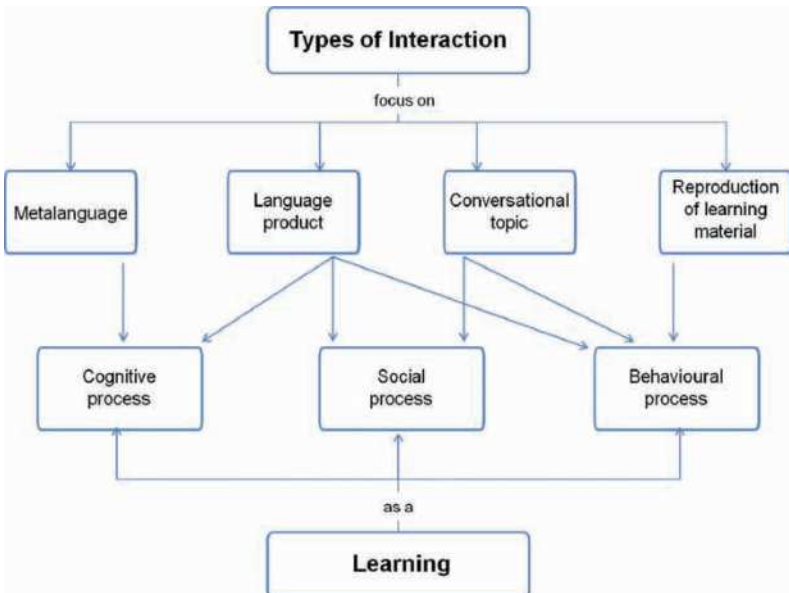 Types of Interaction
focus on
Metalanguage
Language
product
Conversational
topic
Reproduction
of learning
material
Cognitive
process
Social
process
Behavioural
process
as a
Learning